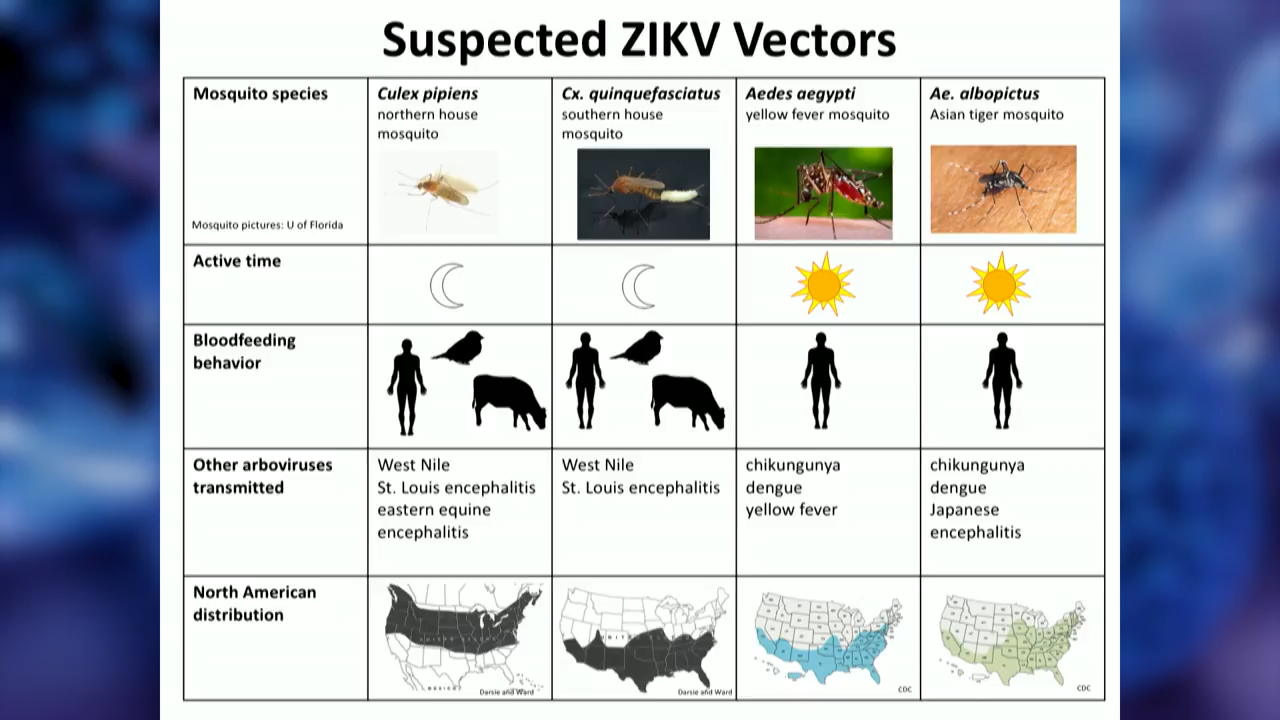 Suspected ZIKV Vectors
Mosquito species
Mosquito pictures: U of Florida
Culex pipiens
northern house
mosquito
Cx. quinquefasciatus
southern house
mosquito
Aedes aegypti
yellow fever mosquito
Ae. albopictus
Asian tiger mosquito
Active time
Bloodfeeding
behavior
Other arboviruses
transmitted
West Nile
St. Louis encephalitis
eastern equine
encephalitis
West Nile
St. Louis encephalitis
chikungunya
dengue
yellow fever
chikungunya
dengue
Japanese
encephalitis
North American
distribution
Darsie and Ward
Darsie and Ward
CDC
CDC